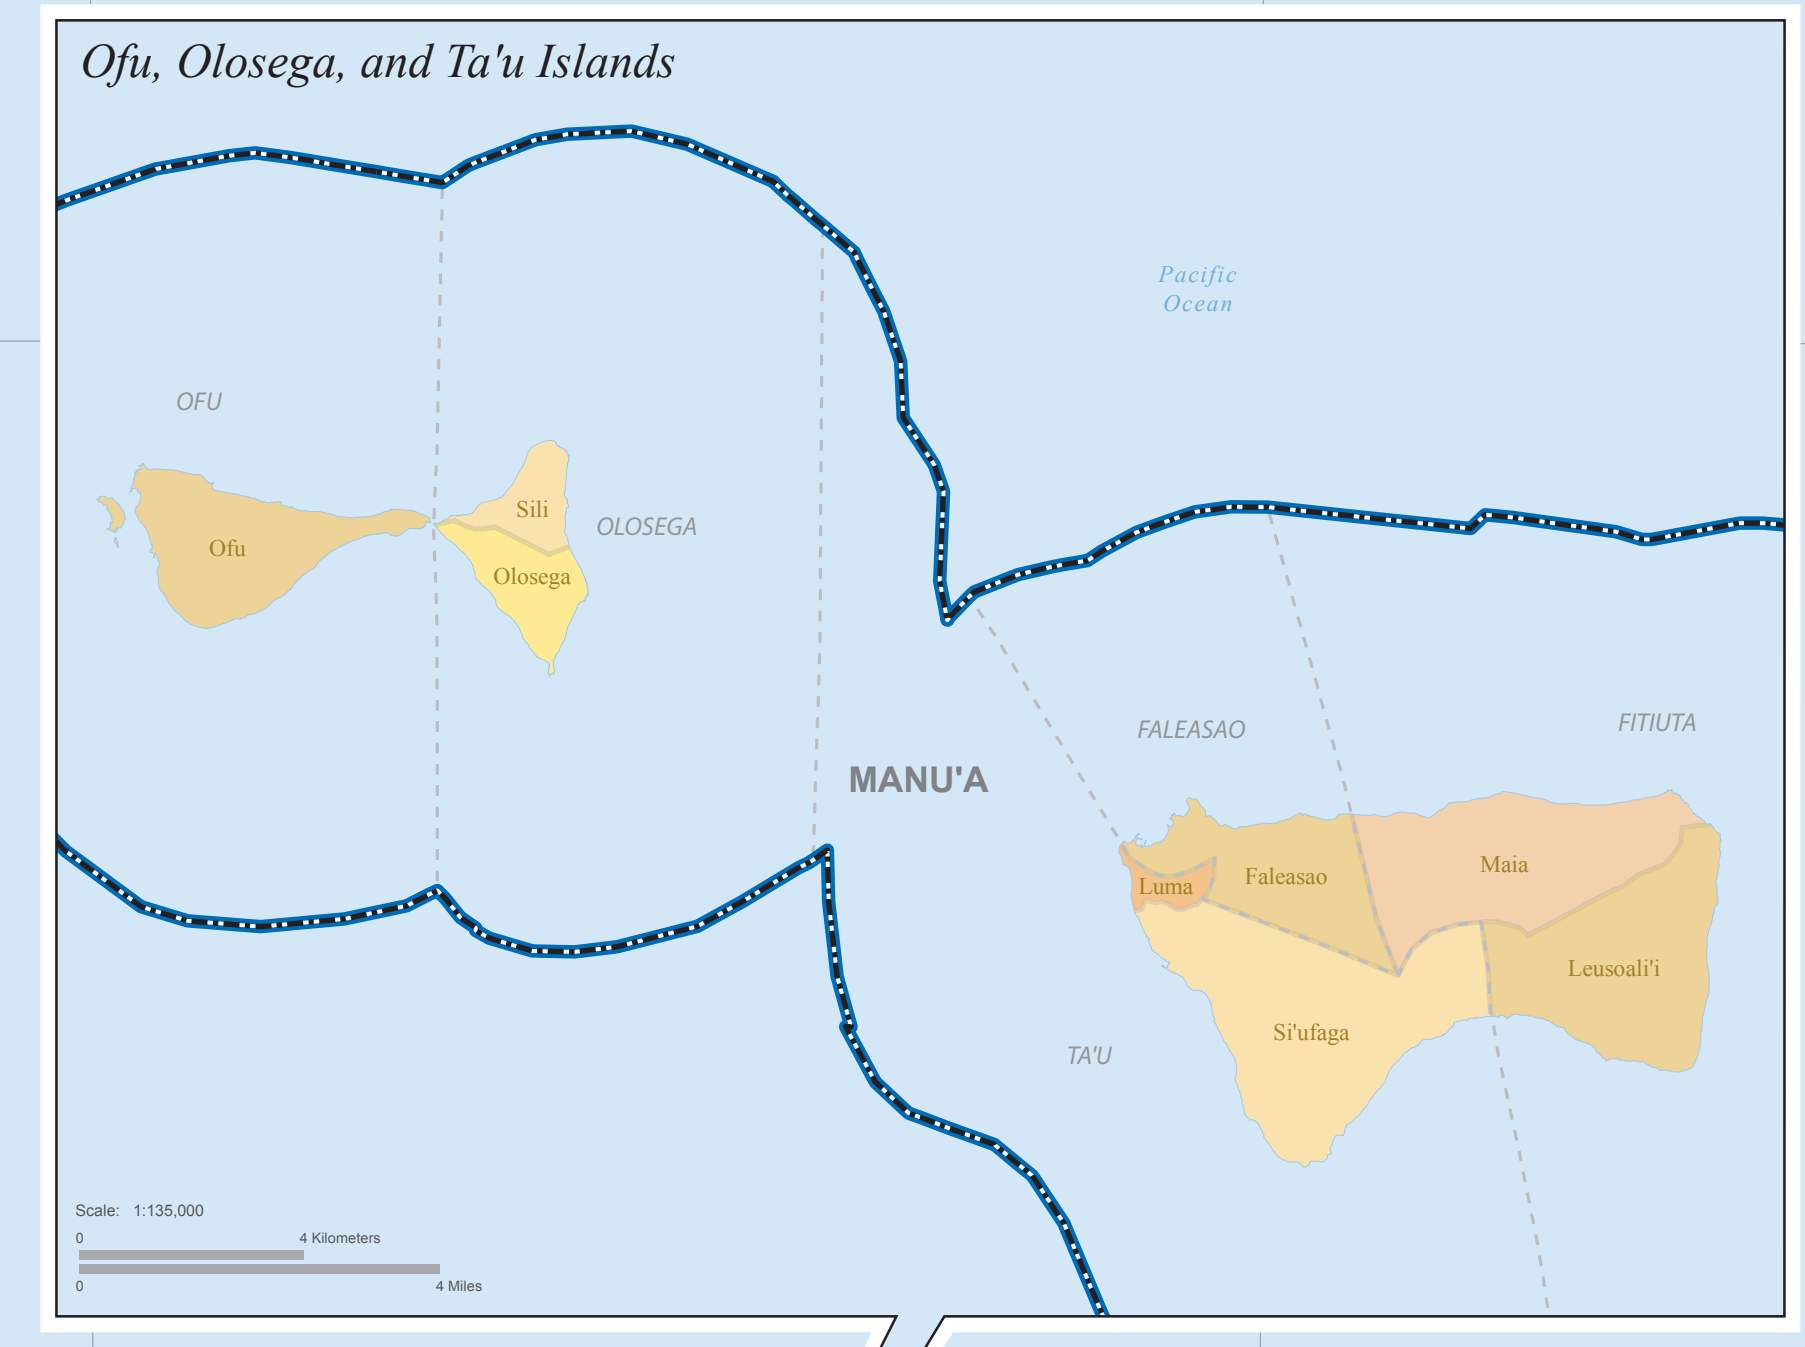 Ofu, Olosega, and Ta'u Islands
Pacific
Ocean
OFU
Sili
OLOSEGA
Ofu
Olosega
FALEASAO
FITIUTA
MANU'A
Maia
Faleasao
Luma
Leusoali'i
Si'ufaga
TA'U
Scale: 1:135,000
0 4 Kilometers
0 4 Miles